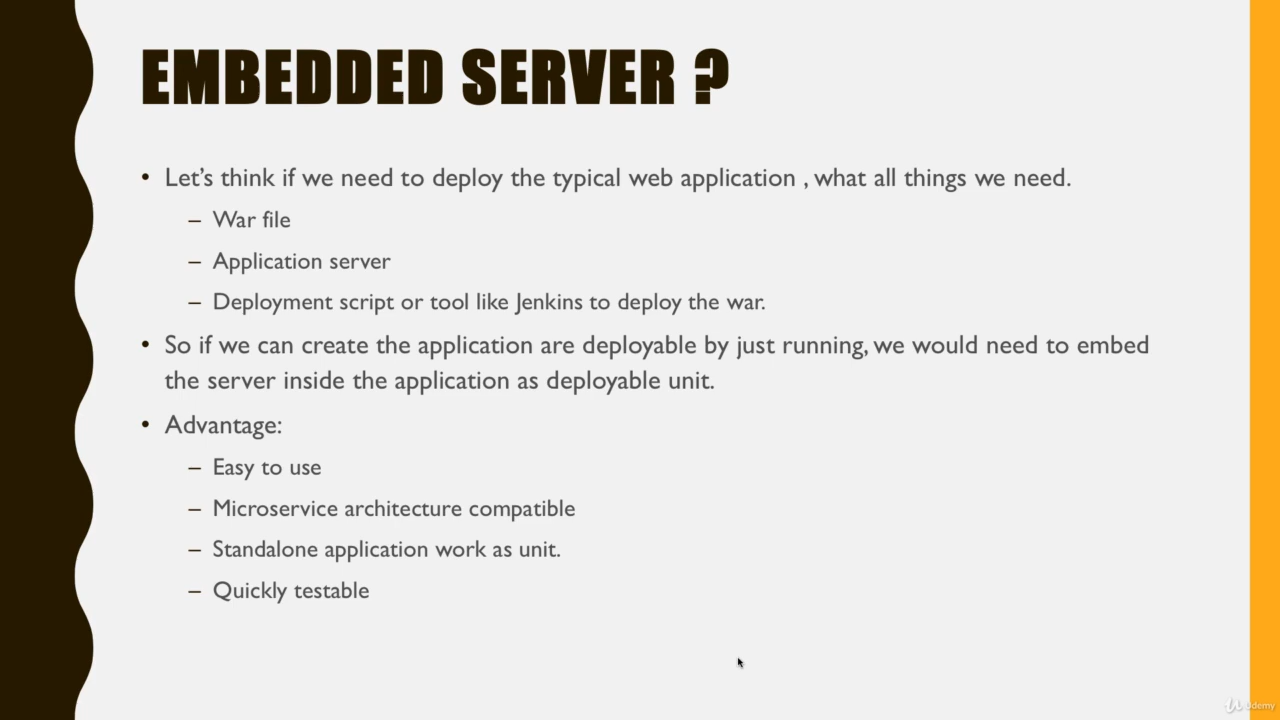 EMBEDDED SERVER ?
• Let’s think if we need to deploy the typical web application , what all things we need.
– War file
– Application server
– Deployment script or tool like Jenkins to deploy the war.
• So if we can create the application are deployable by just running, we would need to embed
the server inside the application as deployable unit.
• Advantage:
– Easy to use
– Microservice architecture compatible
– Standalone application work as unit.
– Quickly testable
Udemy